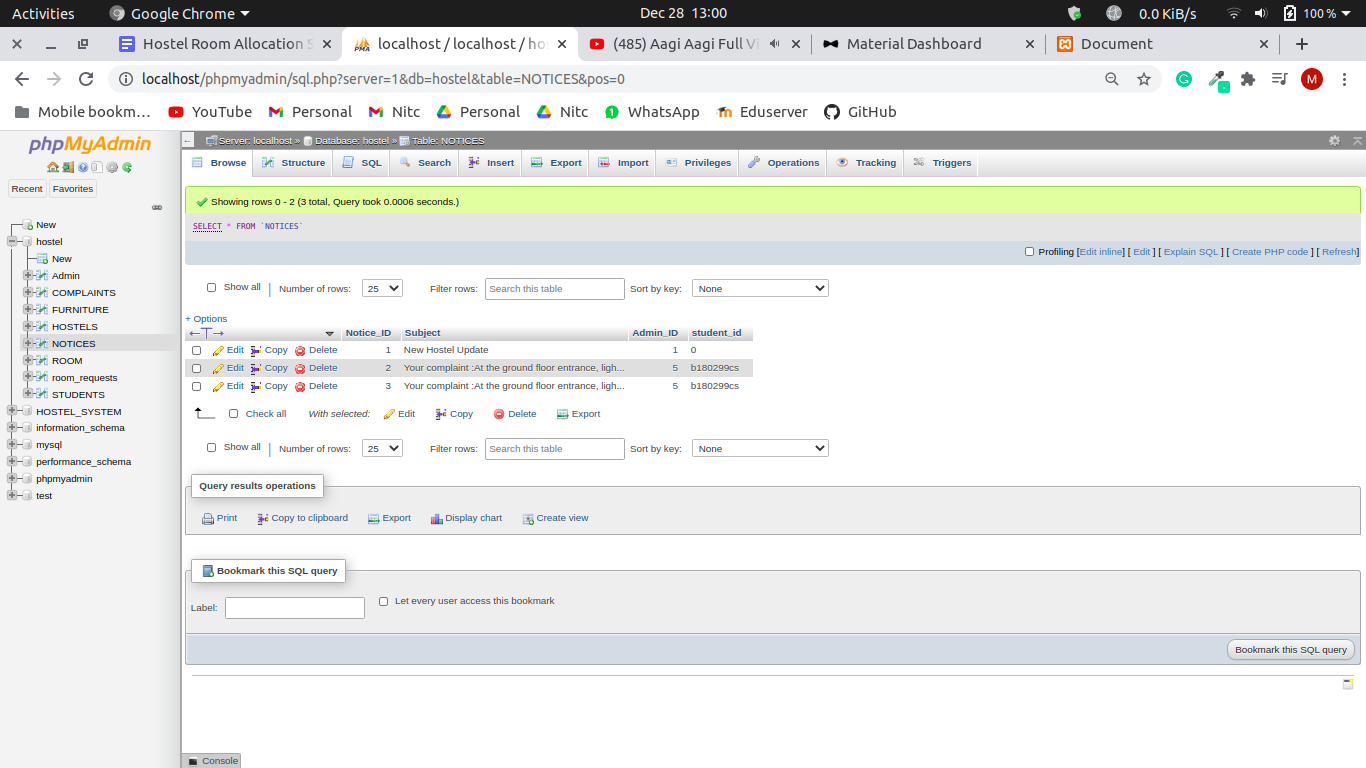 Activities Google Chrome Dec 28 13:00 0.0 KiB/s 100 %
Hostel Room Allocation S localhost / localhost / ho (485) Aagi Aagi Full Vi Material Dashboard Document
localhost/phpmyadmin/sql.php?server=1&db=hostel&table=NOTICES&pos=0 M
Mobile bookm… YouTube Personal Nitc Personal Nitc WhatsApp Eduserver GitHub
phpMyAdmin
Recent Favorites
New
hostel
New
Admin
COMPLAINTS
FURNITURE
HOSTELS
NOTICES
ROOM
room_requests
STUDENTS
HOSTEL_SYSTEM
information_schema
mysql
performance_schema
phpmyadmin
test
Server: localhost » Database: hostel » Table: NOTICES
Browse Structure SQL Search Insert Export Import Privileges Operations Tracking Triggers
Showing rows 0 - 2 (3 total, Query took 0.0006 seconds.)
SELECT * FROM `NOTICES`
Profiling [Edit inline] [ Edit ] [ Explain SQL ] [ Create PHP code ] [ Refresh]
Show all | Number of rows: 25 Filter rows: Search this table Sort by key: None
+ Options
←T→ Notice_ID Subject Admin_ID student_id
Edit Copy Delete 1 New Hostel Update 1 0
Edit Copy Delete 2 Your complaint :At the ground floor entrance, ligh... 5 b180299cs
Edit Copy Delete 3 Your complaint :At the ground floor entrance, ligh... 5 b180299cs
Check all With selected: Edit Copy Delete Export
Show all | Number of rows: 25 Filter rows: Search this table Sort by key: None
Query results operations
Print Copy to clipboard Export Display chart Create view
Bookmark this SQL query
Label: Let every user access this bookmark
Bookmark this SQL query
Console